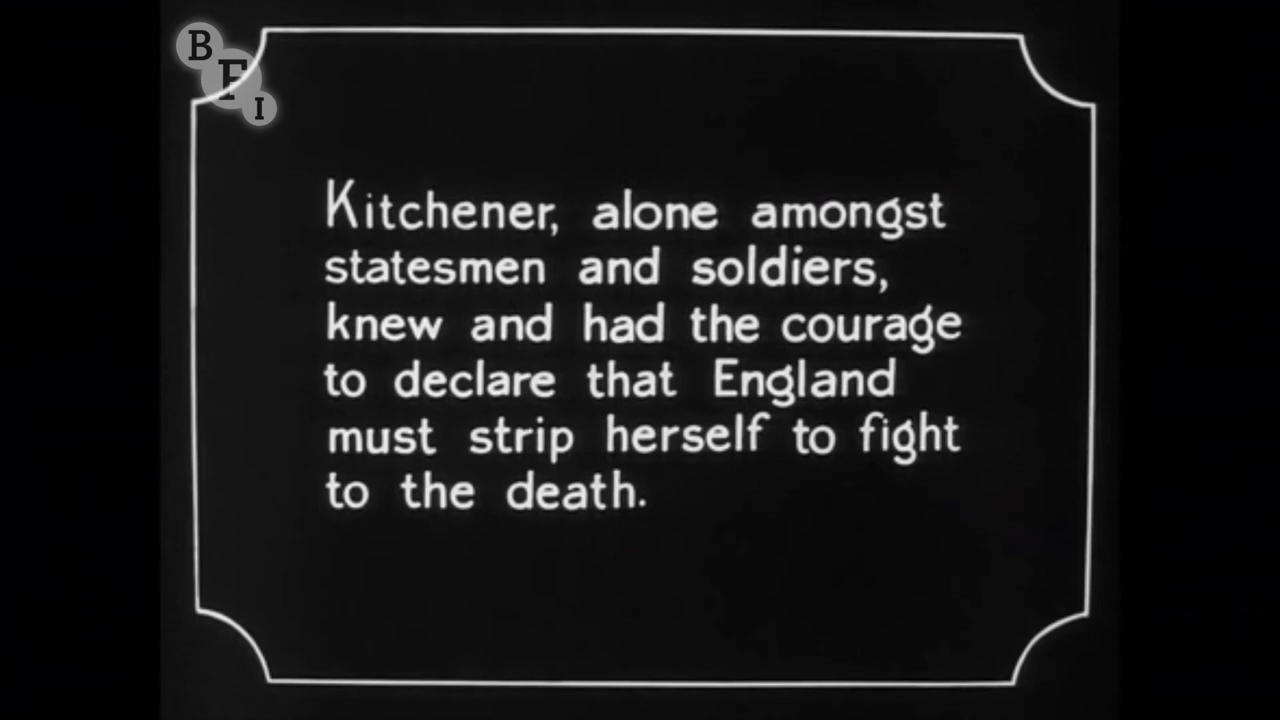 BFI
Kitchener, alone amongst
statesmen and soldiers,
knew and had the courage
to declare that England
must strip herself to fight
to the death.